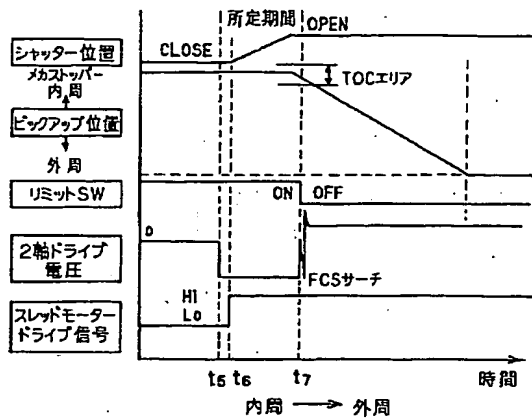 所定期間
OPEN
シャッター位置
CLOSE
メカストッパー
内周
TOCエリア
ピックアップ位置
外周
リミットSW
ON
OFF
0
2軸ドライブ
電圧
FCSサーチ
HI
LO
スレッドモーター
ドライブ信号
t5 t6 t7
時間
内周 → 外周